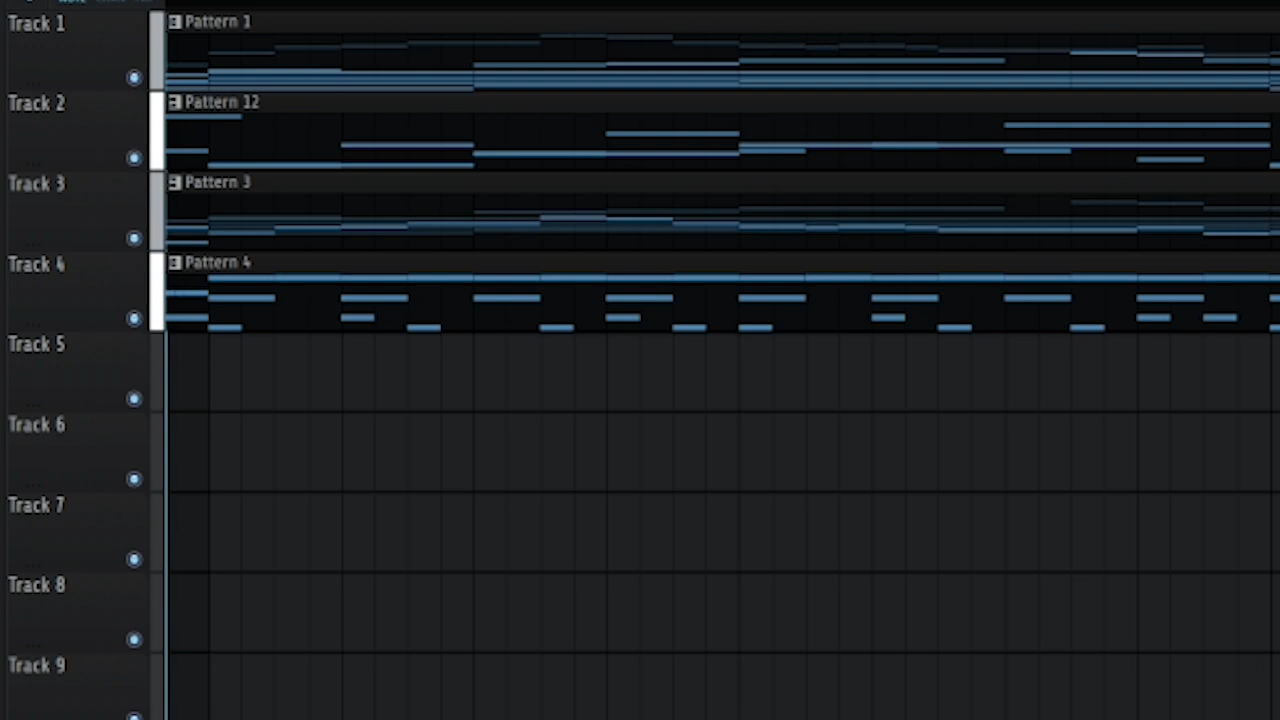 Track 1
Pattern 1
Track 2
Pattern 12
Track 3
Pattern 3
Track 4
Pattern 4
Track 5
Track 6
Track 7
Track 8
Track 9